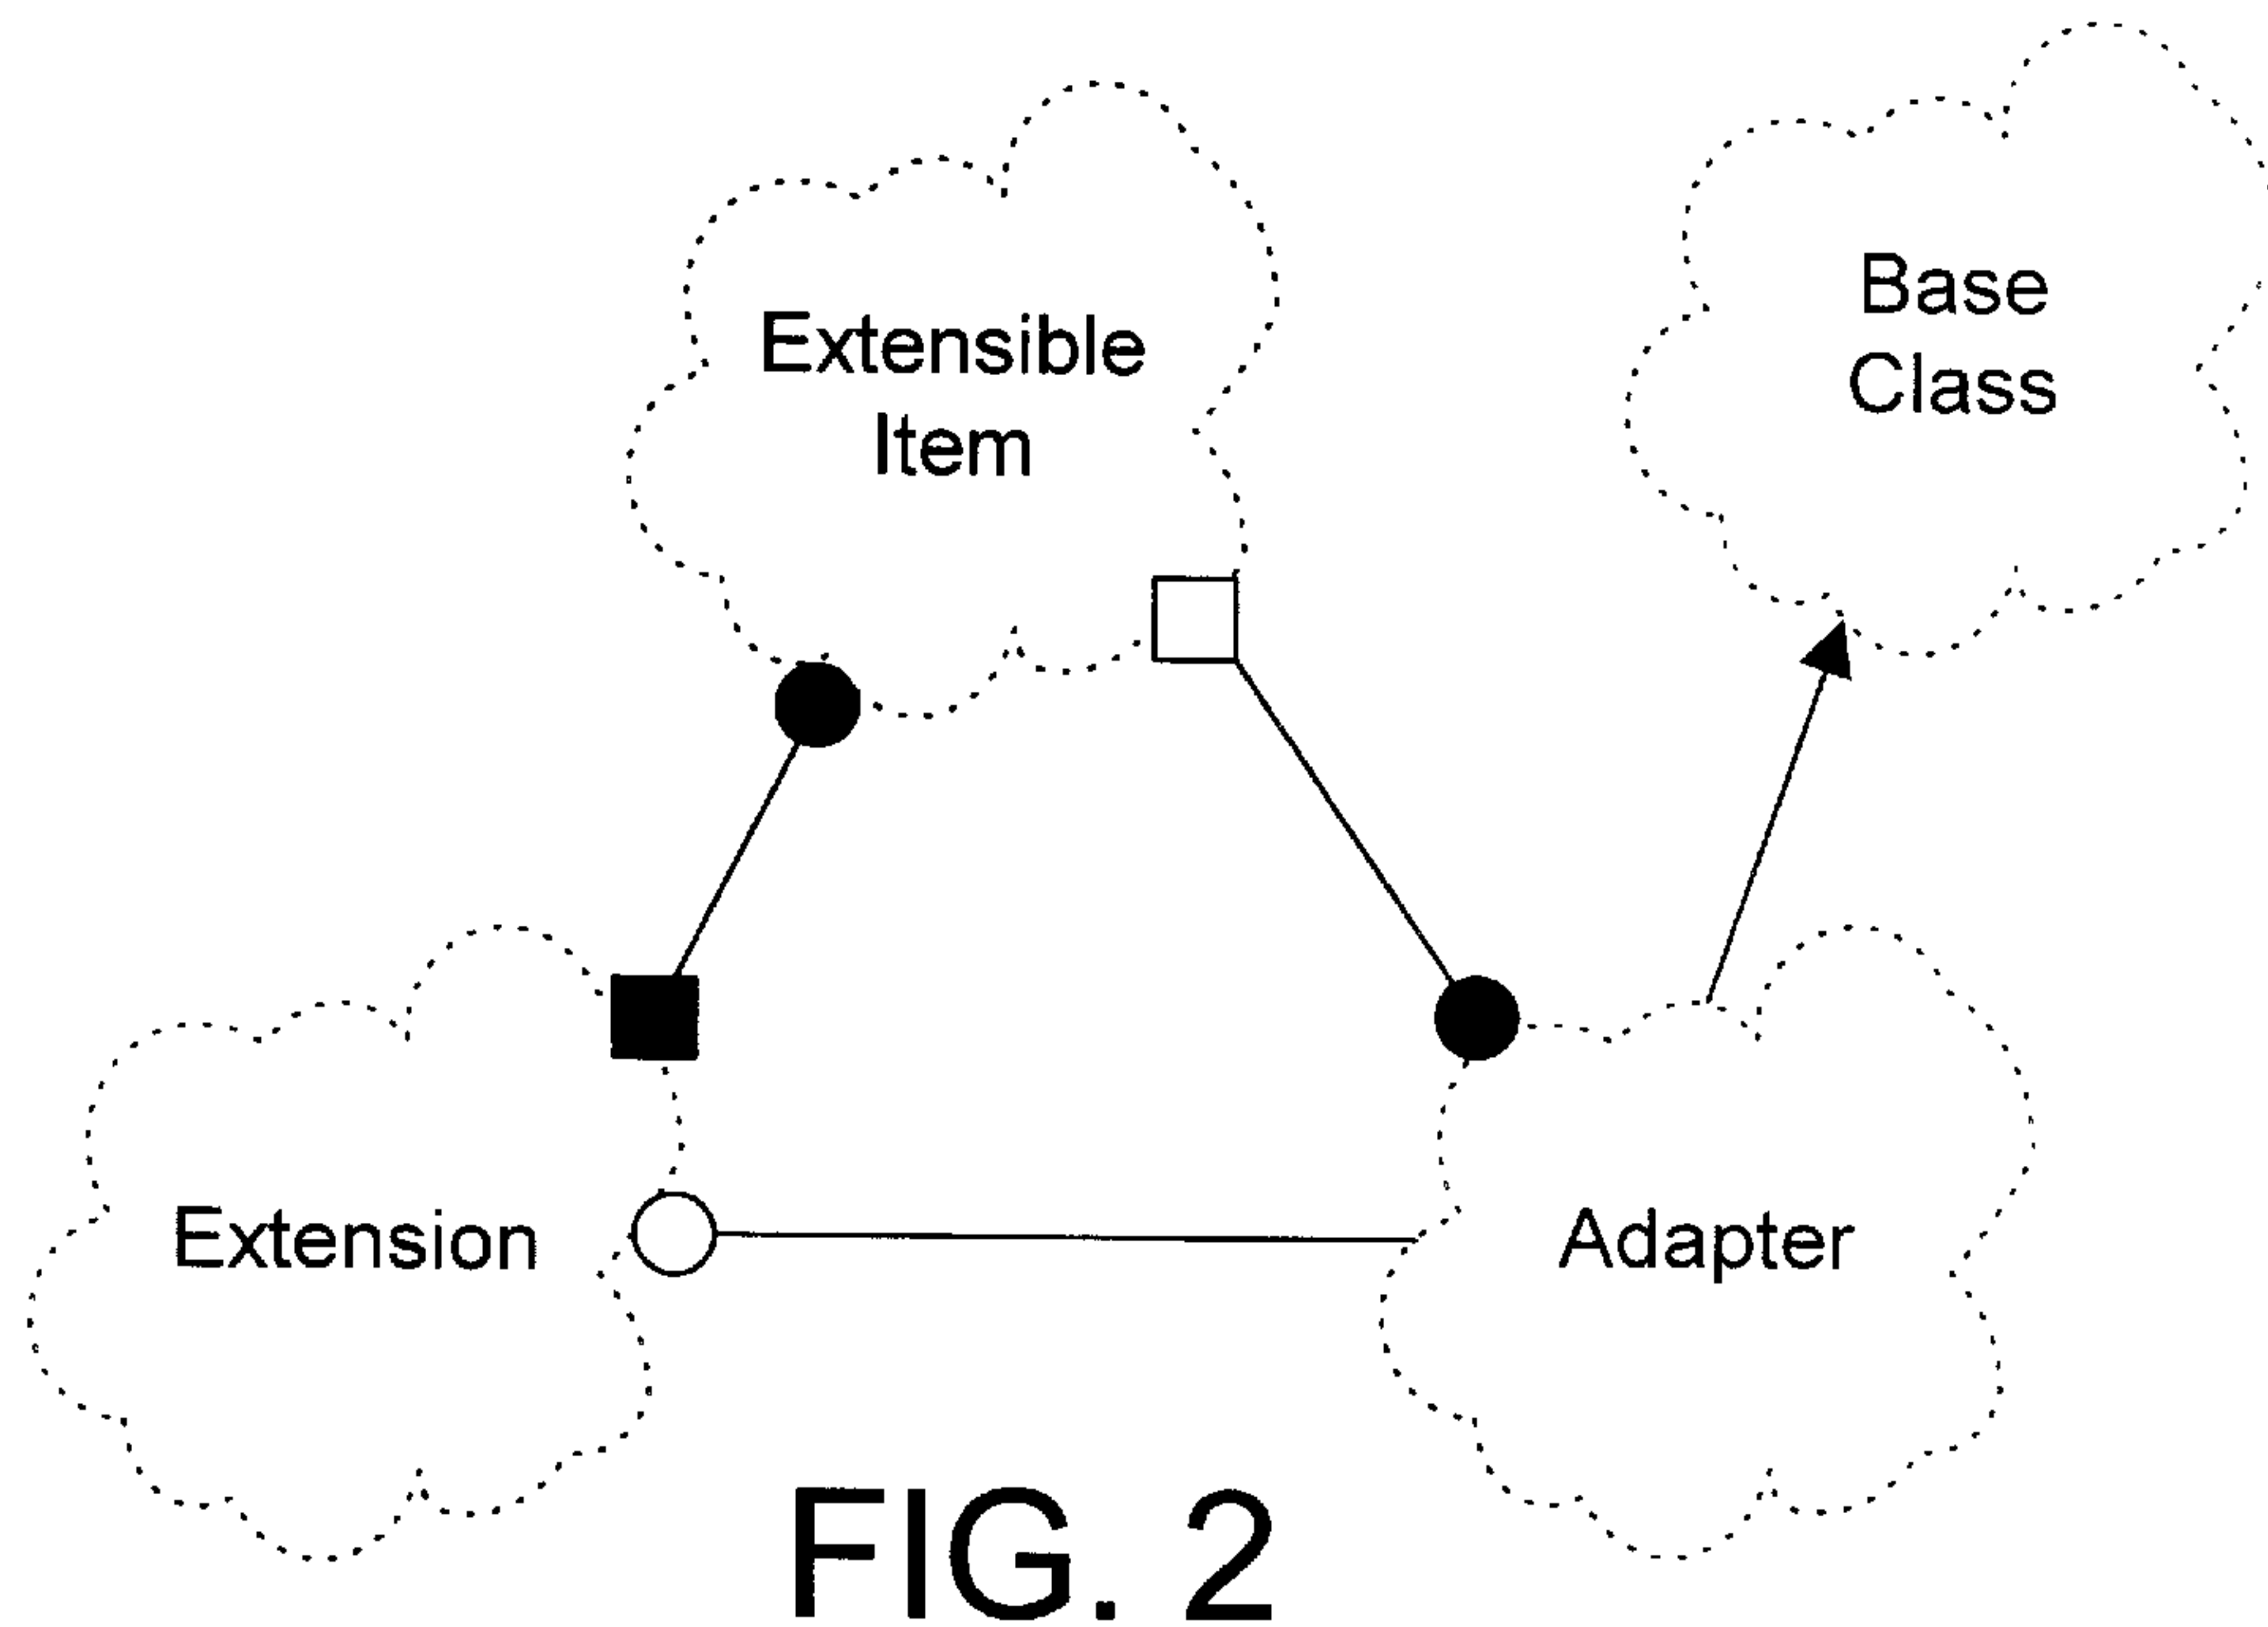 Extensible
Item
Base
Class
Extension
Adapter
FIG. 2